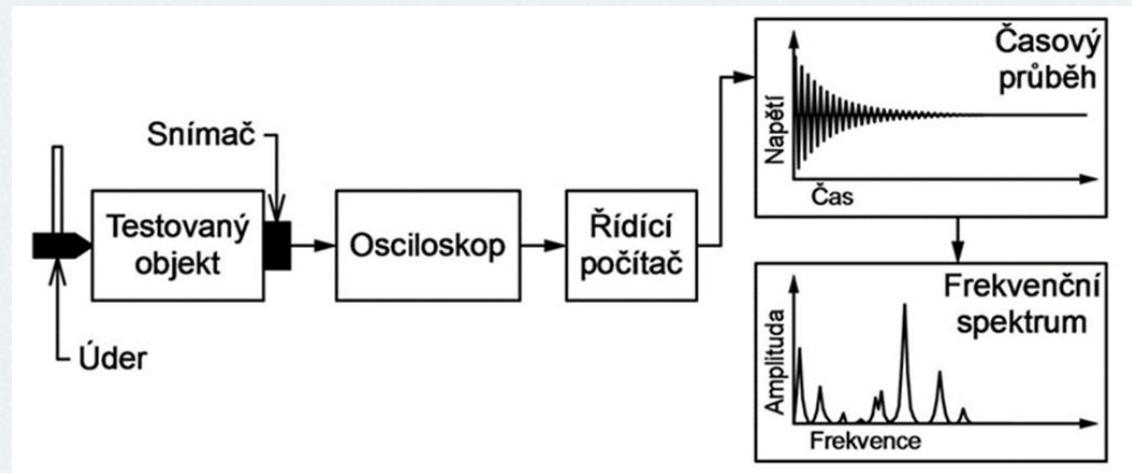 Snímač
Úder
Testovaný
objekt
Osciloskop
Řídící
počítač
Časový
průběh
Napětí
Čas
Frekvenční
spektrum
Amplituda
Frekvence